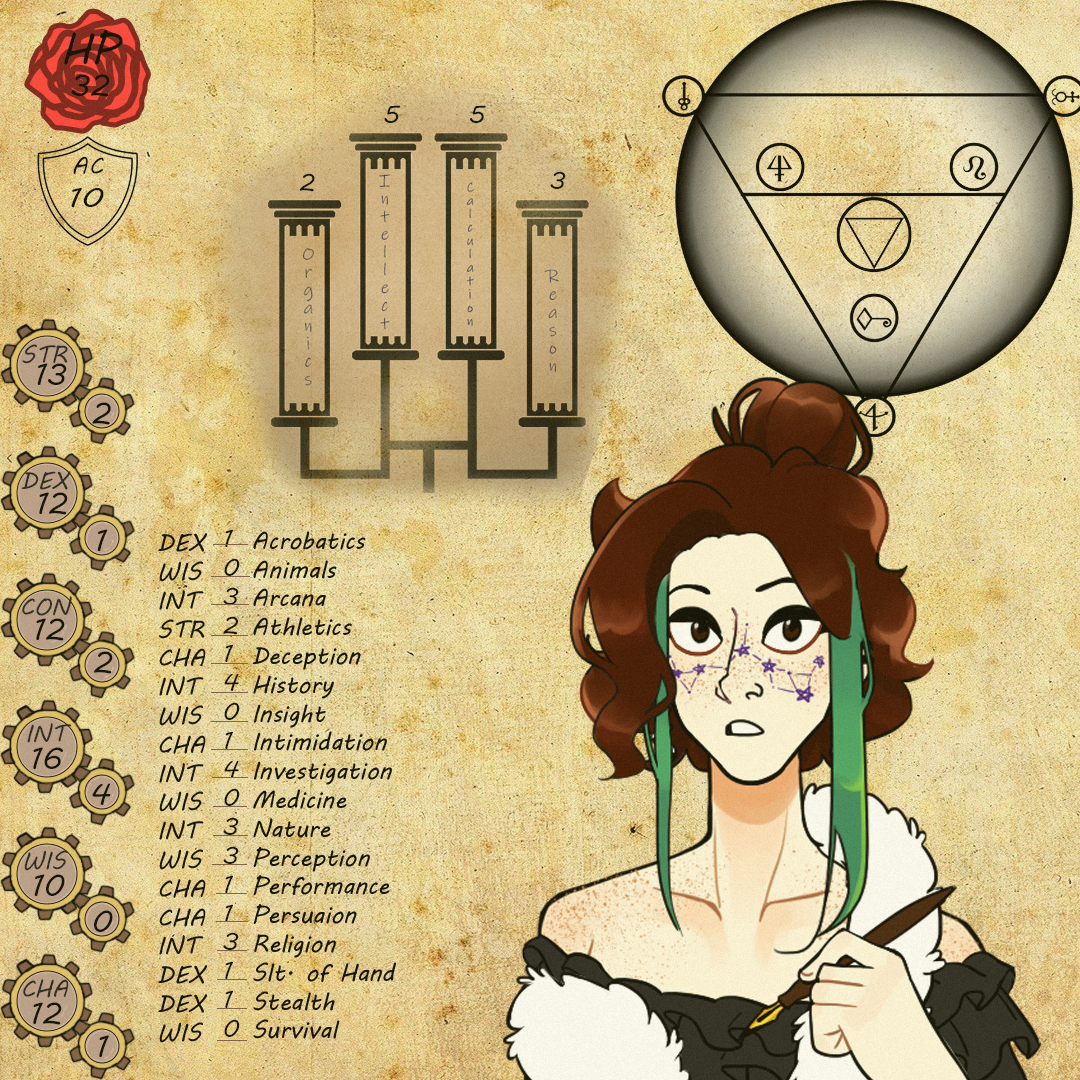 HP
32
AC
10
5
5
2
3
Organics
Intellect
Calculation
Reason
STR
13
2
DEX
12
1
CON
12
2
INT
16
4
WIS
10
0
CHA
12
1
DEX 1 Acrobatics
WIS 0 Animals
INT 3 Arcana
STR 2 Athletics
CHA 1 Deception
INT 4 History
WIS 0 Insight
CHA 1 Intimidation
INT 4 Investigation
WIS 0 Medicine
INT 3 Nature
WIS 3 Perception
CHA 1 Performance
CHA 1 Persuaion
INT 3 Religion
DEX 1 Slt· of Hand
DEX 1 Stealth
WIS 0 Survival